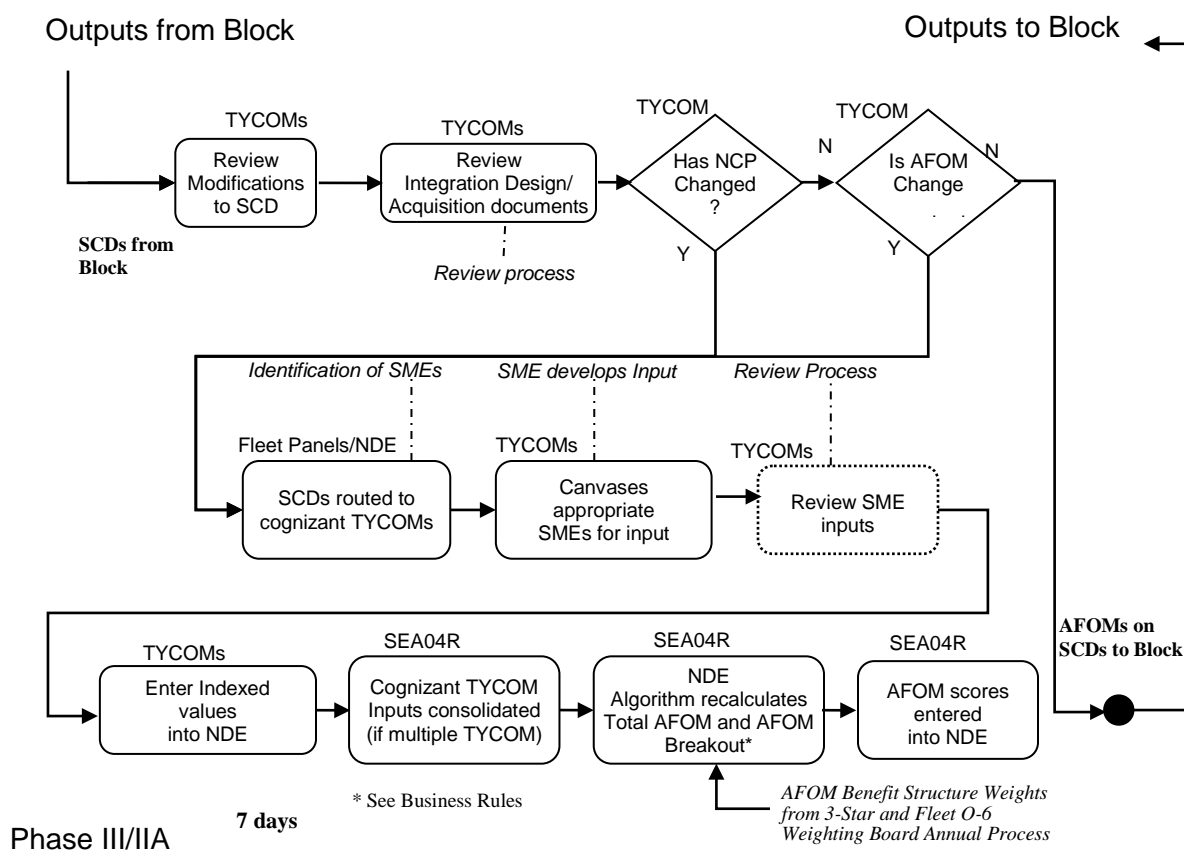 Outputs from Block
Outputs to Block
TYCOMs
Review
Modifications
to SCD
TYCOMs
Review
Integration Design/
Acquisition documents
TYCOM
Has NCP
Changed
?
N
Y
TYCOM
Is AFOM
Change
N
Y
SCDs from
Block
Review process
Identification of SMEs
SME develops Input
Review Process
Fleet Panels/NDE
SCDs routed to
cognizant TYCOMs
TYCOMs
Canvases
appropriate
SMEs for input
TYCOMs
Review SME
inputs
AFOMs on
SCDs to Block
TYCOMs
Enter Indexed
values
into NDE
SEA04R
Cognizant TYCOM
Inputs consolidated
(if multiple TYCOM)
SEA04R
NDE
Algorithm recalculates
Total AFOM and AFOM
Breakout*
SEA04R
AFOM scores
entered
into NDE
* See Business Rules
AFOM Benefit Structure Weights
from 3-Star and Fleet O-6
Weighting Board Annual Process
7 days
Phase III/IIA